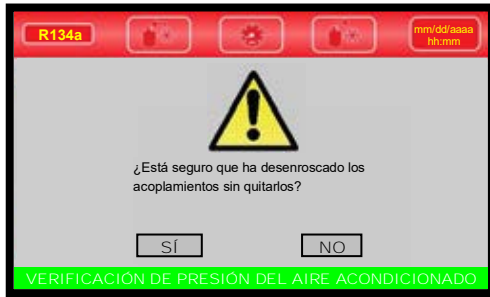 R134a
mm/dd/aaaa
hh:mm
¿Está seguro que ha desenroscado los
acoplamientos sin quitarlos?
SÍ
NO
VERIFICACIÓN DE PRESIÓN DEL AIRE ACONDICIONADO